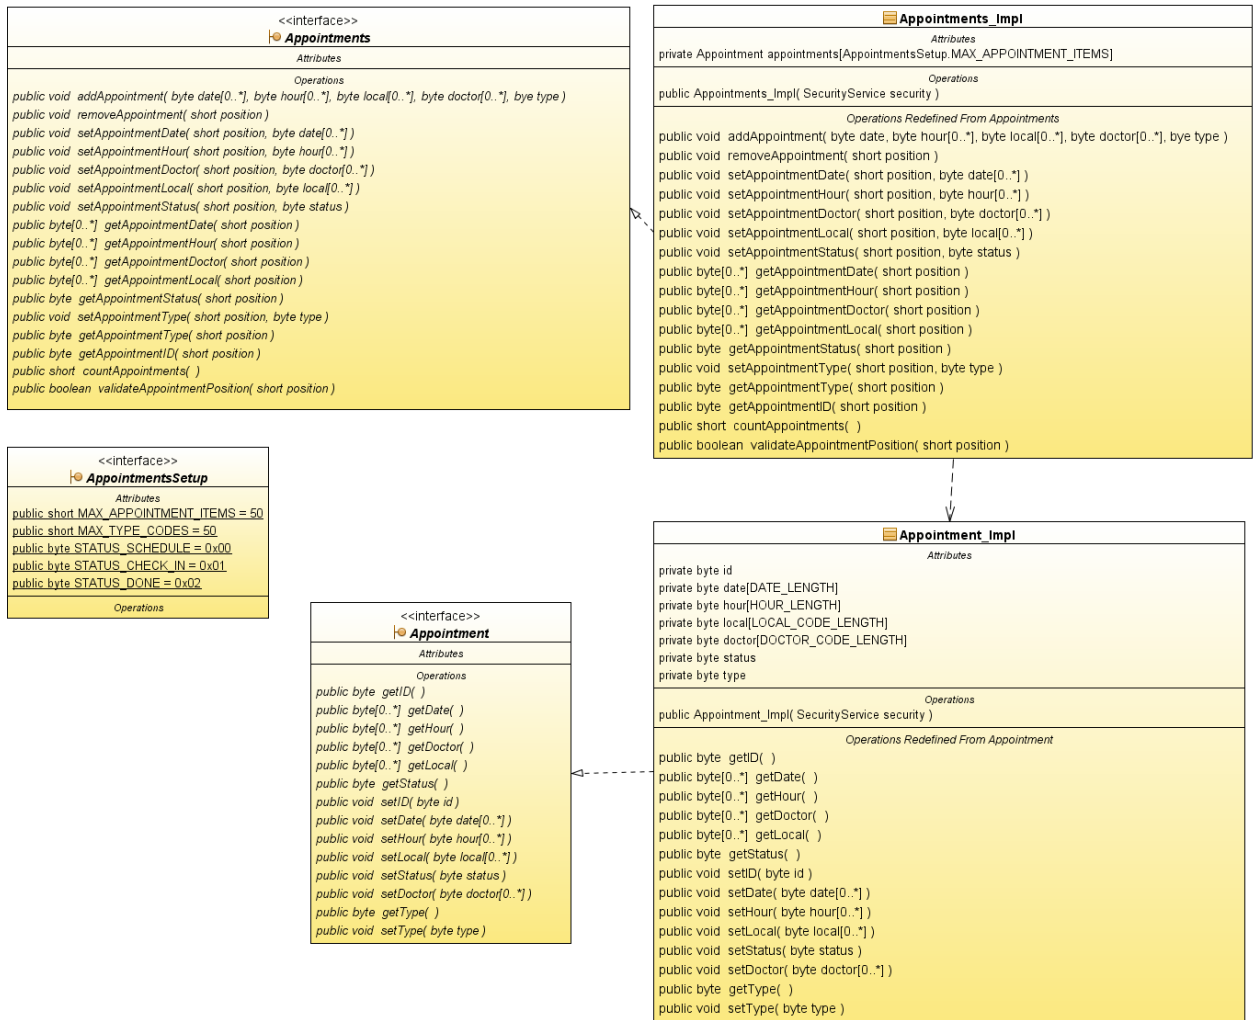 <<interface>>
Appointments
Attributes
Operations
public void addAppointment( byte date[0..*], byte hour[0..*], byte local[0..*], byte doctor[0..*], bye type )
public void removeAppointment( short position )
public void setAppointmentDate( short position, byte date[0..*] )
public void setAppointmentHour( short position, byte hour[0..*] )
public void setAppointmentDoctor( short position, byte doctor[0..*] )
public void setAppointmentLocal( short position, byte local[0..*] )
public void setAppointmentStatus( short position, byte status )
public byte[0..*] getAppointmentDate( short position )
public byte[0..*] getAppointmentHour( short position )
public byte[0..*] getAppointmentDoctor( short position )
public byte[0..*] getAppointmentLocal( short position )
public byte getAppointmentStatus( short position )
public void setAppointmentType( short position, byte type )
public byte getAppointmentType( short position )
public byte getAppointmentID( short position )
public short countAppointments( )
public boolean validateAppointmentPosition( short position )
Appointments_Impl
Attributes
private Appointment appointments[AppointmentsSetup.MAX_APPOINTMENT_ITEMS]
Operations
public Appointments_Impl( SecurityService security )
Operations Redefined From Appointments
public void addAppointment( byte date, byte hour[0..*], byte local[0..*], byte doctor[0..*], bye type )
public void removeAppointment( short position )
public void setAppointmentDate( short position, byte date[0..*] )
public void setAppointmentHour( short position, byte hour[0..*] )
public void setAppointmentDoctor( short position, byte doctor[0..*] )
public void setAppointmentLocal( short position, byte local[0..*] )
public void setAppointmentStatus( short position, byte status )
public byte[0..*] getAppointmentDate( short position )
public byte[0..*] getAppointmentHour( short position )
public byte[0..*] getAppointmentDoctor( short position )
public byte[0..*] getAppointmentLocal( short position )
public byte getAppointmentStatus( short position )
public void setAppointmentType( short position, byte type )
public byte getAppointmentType( short position )
public byte getAppointmentID( short position )
public short countAppointments( )
public boolean validateAppointmentPosition( short position )
<<interface>>
AppointmentsSetup
Attributes
public short MAX_APPOINTMENT_ITEMS = 50
public short MAX_TYPE_CODES = 50
public byte STATUS_SCHEDULE = 0x00
public byte STATUS_CHECK_IN = 0x01
public byte STATUS_DONE = 0x02
Operations
<<interface>>
Appointment
Attributes
Operations
public byte getID( )
public byte[0..*] getDate( )
public byte[0..*] getHour( )
public byte[0..*] getDoctor( )
public byte[0..*] getLocal( )
public byte getStatus( )
public void setID( byte id )
public void setDate( byte date[0..*] )
public void setHour( byte hour[0..*] )
public void setLocal( byte local[0..*] )
public void setStatus( byte status )
public void setDoctor( byte doctor[0..*] )
public byte getType( )
public void setType( byte type )
Appointment_Impl
Attributes
private byte id
private byte date[DATE_LENGTH]
private byte hour[HOUR_LENGTH]
private byte local[LOCAL_CODE_LENGTH]
private byte doctor[DOCTOR_CODE_LENGTH]
private byte status
private byte type
Operations
public Appointment_Impl( SecurityService security )
Operations Redefined From Appointment
public byte getID( )
public byte[0..*] getDate( )
public byte[0..*] getHour( )
public byte[0..*] getDoctor( )
public byte[0..*] getLocal( )
public byte getStatus( )
public void setID( byte id )
public void setDate( byte date[0..*] )
public void setHour( byte hour[0..*] )
public void setLocal( byte local[0..*] )
public void setStatus( byte status )
public void setDoctor( byte doctor[0..*] )
public byte getType( )
public void setType( byte type )